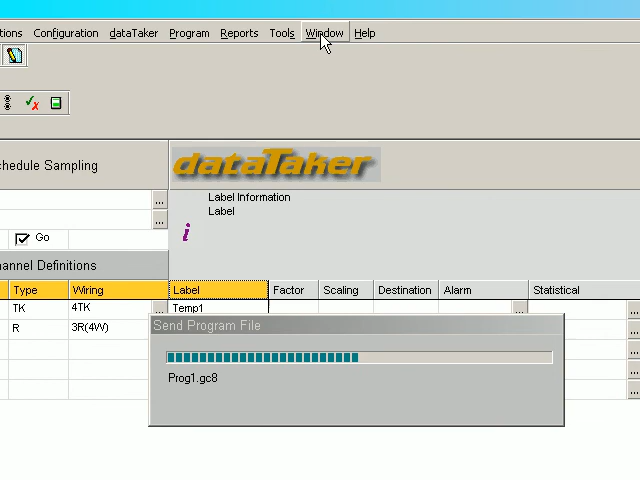 tions Configuration dataTaker Program Reports Tools Window Help
chedule Sampling
dataTaker
Label Information
Label
Go
annel Definitions
Type Wiring Label Factor Scaling Destination Alarm Statistical
TK 4TK ... Temp1 ...
R 3R(4W)
Send Program File
Prog1.gc8